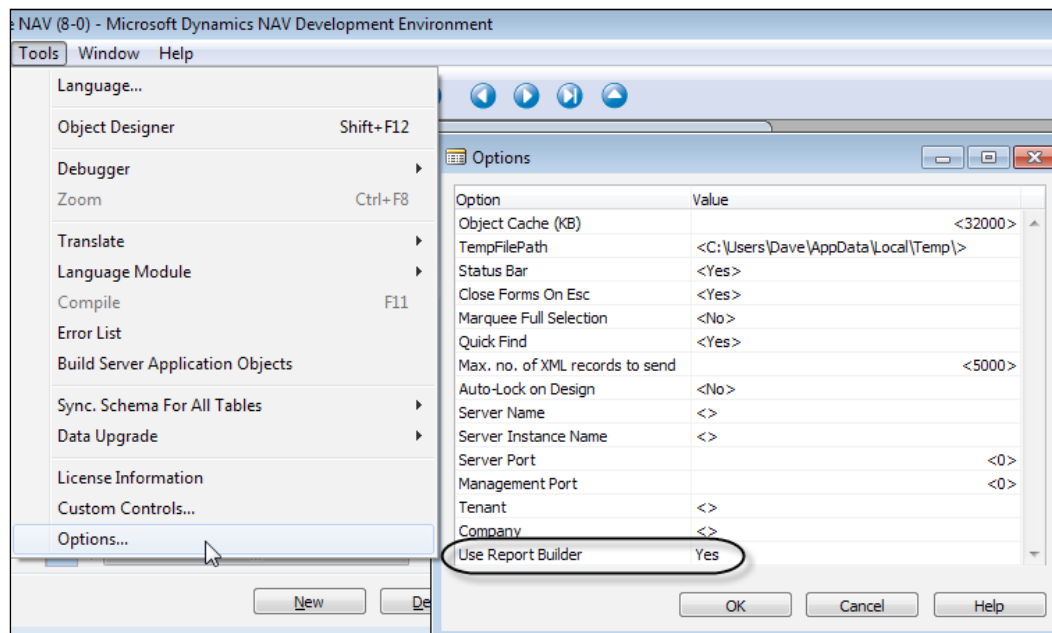 NAV (8-0) - Microsoft Dynamics NAV Development Environment
Tools Window Help
Language...
Object Designer Shift+F12
Debugger
Zoom Ctrl+F8
Translate
Language Module
Compile F11
Error List
Build Server Application Objects
Sync. Schema For All Tables
Data Upgrade
License Information
Custom Controls...
Options...
New De
Options
Option Value
Object Cache (KB) <32000>
TempFilePath <C:\Users\Dave\AppData\Local\Temp\>
Status Bar <Yes>
Close Forms On Esc <Yes>
Marquee Full Selection <No>
Quick Find <Yes>
Max. no. of XML records to send <5000>
Auto-Lock on Design <No>
Server Name <>
Server Instance Name <>
Server Port <0>
Management Port <0>
Tenant <>
Company <>
Use Report Builder Yes
OK Cancel Help